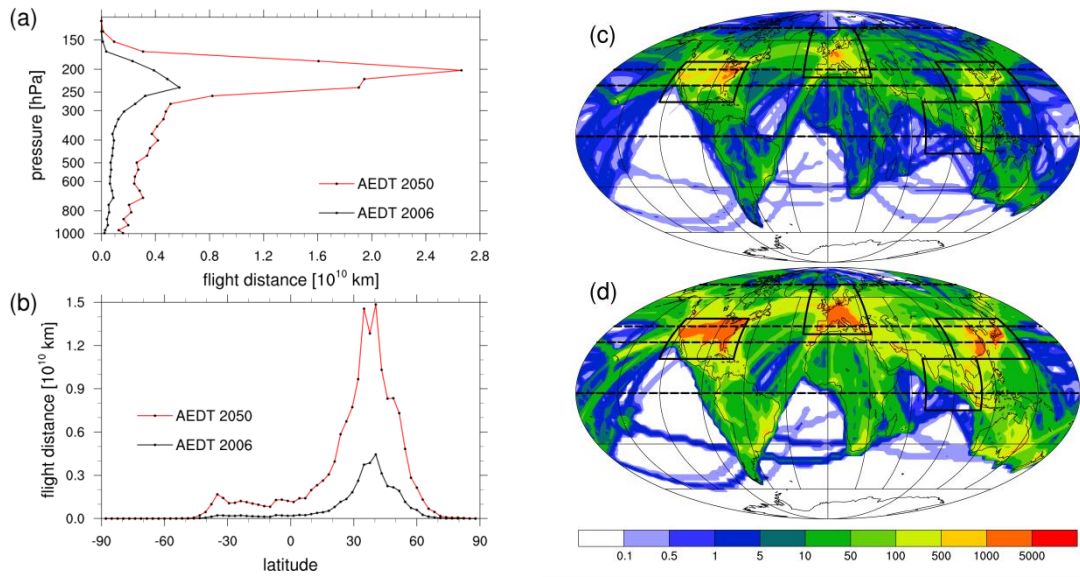 (a)
150
200
250
300
400
500
600
800
1000
pressure [hPa]
AEDT 2050
AEDT 2006
0.0 0.4 0.8 1.2 1.6 2.0 2.4 2.8
flight distance [10¹⁰ km]
(b)
1.5
1.2
0.9
0.6
0.3
0.0
flight distance [10¹⁰ km]
AEDT 2050
AEDT 2006
-90 -60 -30 0 30 60 90
latitude
(c)
(d)
0.1 0.5 1 5 10 50 100 500 1000 5000